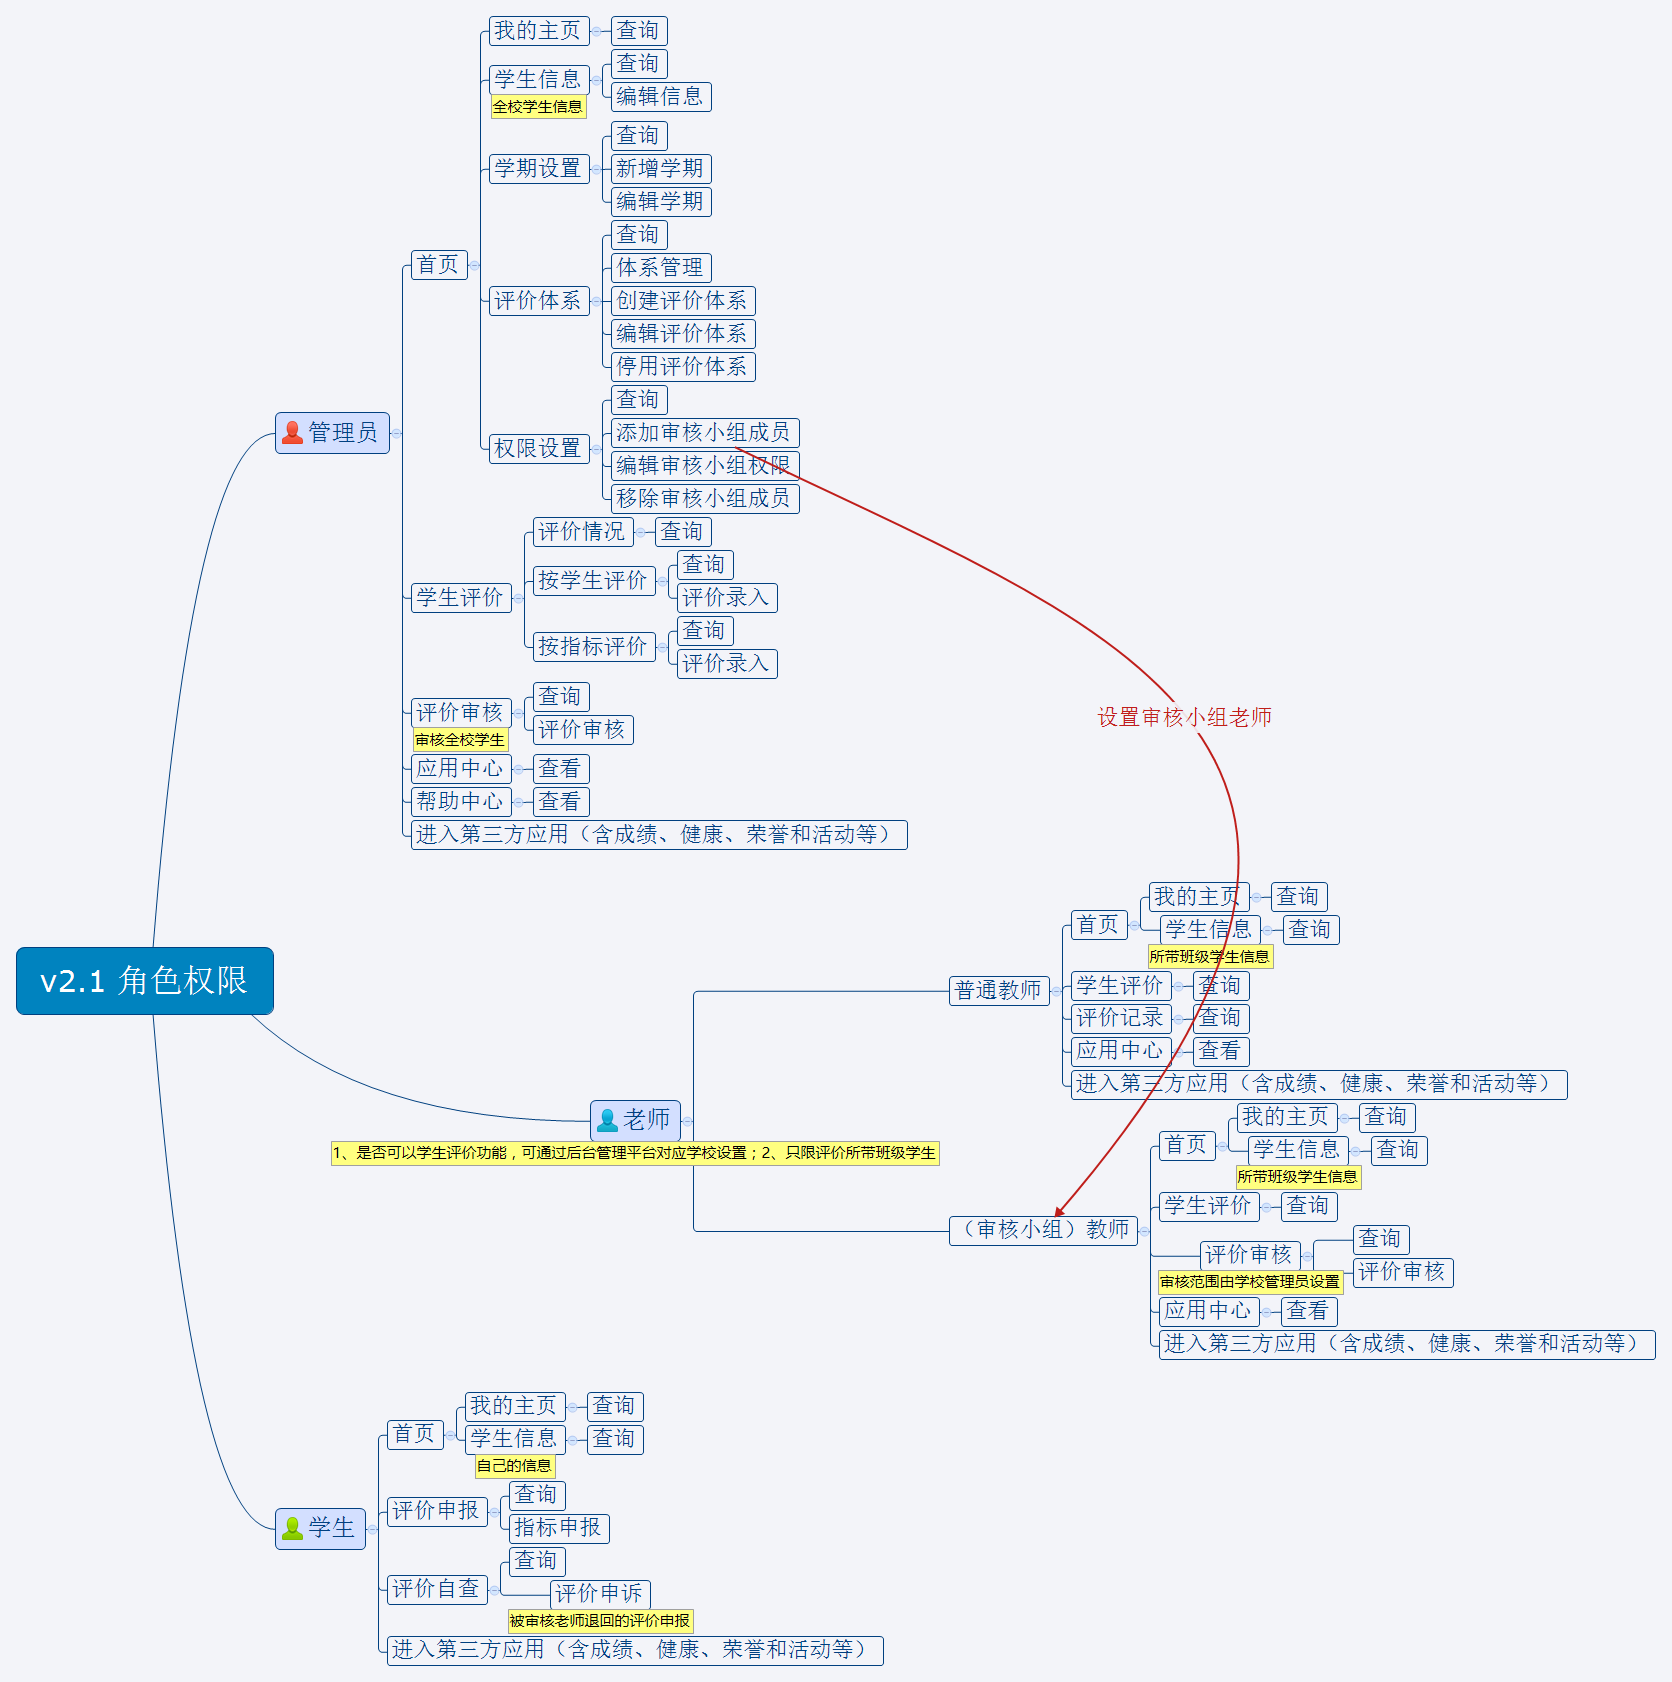 v2.1 角色权限
管理员
首页
我的主页
查询
学生信息
全校学生信息
查询
编辑信息
学期设置
查询
新增学期
编辑学期
评价体系
查询
体系管理
创建评价体系
编辑评价体系
停用评价体系
权限设置
查询
添加审核小组成员
编辑审核小组权限
移除审核小组成员
学生评价
评价情况
查询
按学生评价
查询
评价录入
按指标评价
查询
评价录入
评价审核
审核全校学生
查询
评价审核
应用中心
查看
帮助中心
查看
进入第三方应用（含成绩、健康、荣誉和活动等）
设置审核小组老师
老师
1、是否可以学生评价功能，可通过后台管理平台对应学校设置；2、只限评价所带班级学生
普通教师
首页
我的主页
查询
学生信息
所带班级学生信息
查询
学生评价
查询
评价记录
查询
应用中心
查看
进入第三方应用（含成绩、健康、荣誉和活动等）
（审核小组）教师
首页
我的主页
查询
学生信息
所带班级学生信息
查询
学生评价
查询
评价审核
审核范围由学校管理员设置
查询
评价审核
应用中心
查看
进入第三方应用（含成绩、健康、荣誉和活动等）
学生
首页
我的主页
查询
学生信息
自己的信息
查询
评价申报
查询
指标申报
评价自查
查询
评价申诉
被审核老师退回的评价申报
进入第三方应用（含成绩、健康、荣誉和活动等）